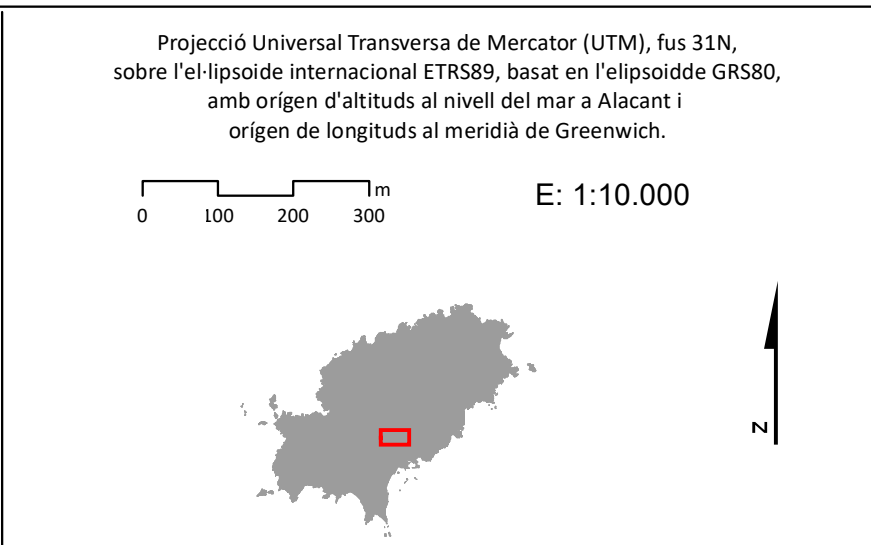 Projecció Universal Transversa de Mercator (UTM), fus 31N,
sobre l'el·lipsoide internacional ETRS89, basat en l'elipsoidde GRS80,
amb orígen d'altituds al nivell del mar a Alacant i
orígen de longituds al meridià de Greenwich.
m
0 100 200 300
E: 1:10.000
N